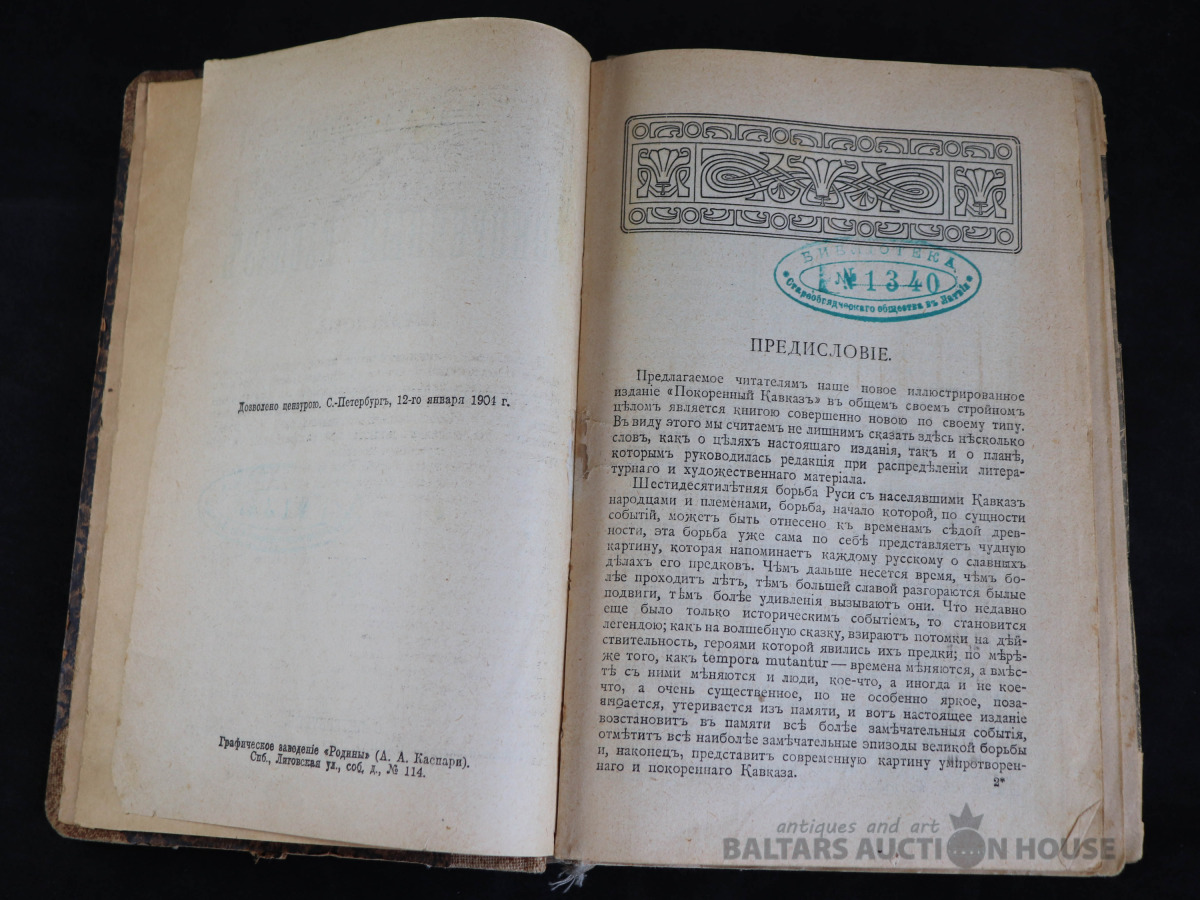 Дозволено цензурою. С.-Петербург, 12-го января 1904 г.
Графическое заведеніе «Родины» (А. А. Каспари).
Спб., Лиговская ул., соб. д., № 114.
БИБЛІОТЕКА
№ 1340
Старообрядческаго общества въ
ПРЕДИСЛОВІЕ.
Предлагаемое читателямъ наше новое иллюстрированное
изданіе «Покоренный Кавказъ» въ общемъ своемъ стройномъ
цѣломъ является книгою совершенно новою по своему типу.
Въ виду этого мы считаемъ не лишнимъ сказать здѣсь нѣсколько
словъ, какъ о цѣляхъ настоящаго изданія, такъ и о планѣ,
которымъ руководилась редакція при распредѣленіи литера-
турнаго и художественнаго матеріала.
Шестидесятилѣтняя борьба Руси съ населявшими Кавказъ
народцами и племенами, борьба, начало которой, по сущности
событій, можетъ быть отнесено къ временамъ сѣдой древ-
ности, эта борьба уже сама по себѣ представляетъ чудную
картину, которая напоминаетъ каждому русскому о славныхъ
дѣлахъ его предковъ. Чѣмъ дальше несется время, чѣмъ бо-
лѣе проходитъ лѣтъ, тѣмъ большей славой разгораются былые
подвиги, тѣмъ болѣе удивленія вызываютъ они. Что недавно
еще было только историческимъ событіемъ, то становится
легендою; какъ на волшебную сказку, взираютъ потомки на дѣй-
ствительность, героями которой явились ихъ предки; по мѣрѣ-
же того, какъ tempora mutantur — времена мѣняются, а вмѣс-
тѣ съ ними мѣняются и люди, кое-что, а иногда и не кое-
что, а очень существенное, но не особенно яркое, поза-
бывается, утеривается изъ памяти, и вотъ настоящее изданіе
возстановитъ въ памяти всѣ болѣе замѣчательныя событія,
отмѣтитъ всѣ наиболѣе замѣчательные эпизоды великой борьбы
и, наконецъ, представитъ современную картину умиротворен-
наго и покореннаго Кавказа.
2*
antiques and art
BALTARS AUCTION HOUSE